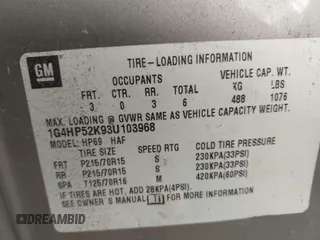 GM
TIRE-LOADING INFORMATION
OCCUPANTS
VEHICLE CAP. WT.
FRT. CTR. RR. TOTAL KG LBS
3 0 3 6 488 1076
MAX. LOADING @ GVWR SAME AS VEHICLE CAPACITY WEIGHT.
1G4HP52K93U103968
MODEL: HP69 HAF
TIRE SIZE SPEED RTG COLD TIRE PRESSURE
FRT P215/70R15 S 230KPA(33PSI)
RR P215/70R15 S 230KPA(33PSI)
SPA T125/70R16 M 420KPA(60PSI)
IF TIRES ARE HOT, ADD 28KPA(4PSI).
SEE OWNER'S MANUAL FOR ADDITIONAL INFORMATION
DREAMBID